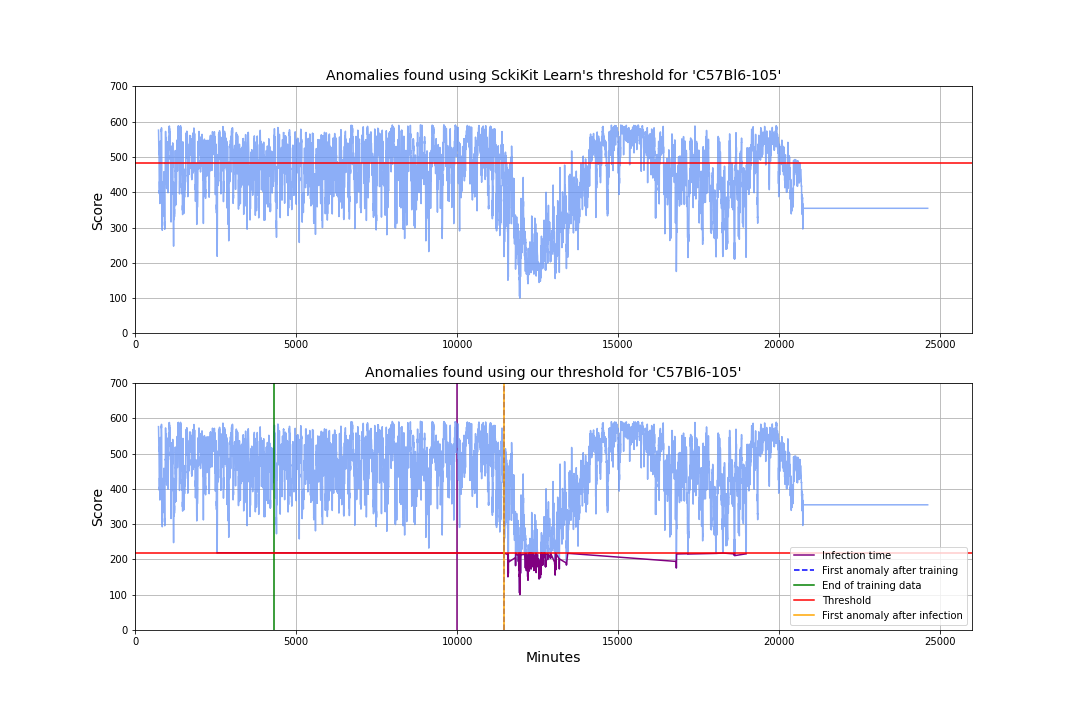 Anomalies found using SckiKit Learn's threshold for 'C57Bl6-105'
700
600
500
400
300
200
100
0
Score
0 5000 10000 15000 20000 25000
Anomalies found using our threshold for 'C57Bl6-105'
700
600
500
400
300
200
100
0
Score
Infection time
First anomaly after training
End of training data
Threshold
First anomaly after infection
0 5000 10000 15000 20000 25000
Minutes